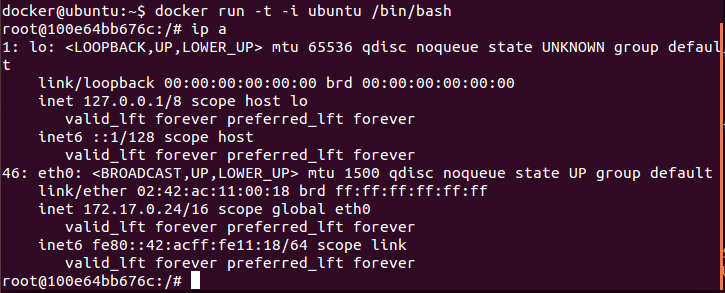 docker@ubuntu:~$ docker run -t -i ubuntu /bin/bash
root@100e64bb676c:/# ip a
1: lo: <LOOPBACK,UP,LOWER_UP> mtu 65536 qdisc noqueue state UNKNOWN group defaul
t
    link/loopback 00:00:00:00:00:00 brd 00:00:00:00:00:00
    inet 127.0.0.1/8 scope host lo
       valid_lft forever preferred_lft forever
    inet6 ::1/128 scope host
       valid_lft forever preferred_lft forever
46: eth0: <BROADCAST,UP,LOWER_UP> mtu 1500 qdisc noqueue state UP group default
    link/ether 02:42:ac:11:00:18 brd ff:ff:ff:ff:ff:ff
    inet 172.17.0.24/16 scope global eth0
       valid_lft forever preferred_lft forever
    inet6 fe80::42:acff:fe11:18/64 scope link
       valid_lft forever preferred_lft forever
root@100e64bb676c:/#